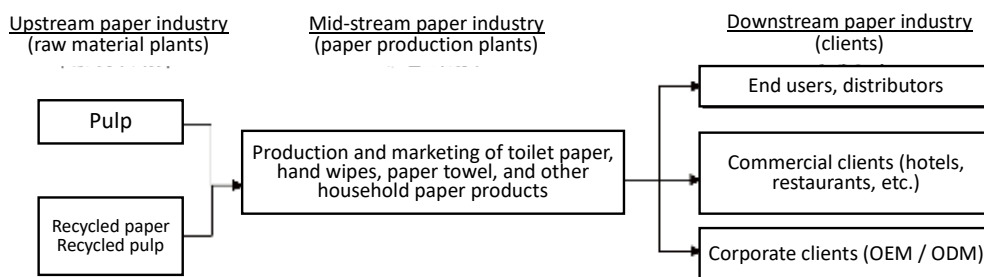 Upstream paper industry
(raw material plants)
Mid-stream paper industry
(paper production plants)
Downstream paper industry
(clients)
Pulp
Recycled paper
Recycled pulp
Production and marketing of toilet paper,
hand wipes, paper towel, and other
household paper products
End users, distributors
Commercial clients (hotels,
restaurants, etc.)
Corporate clients (OEM / ODM)